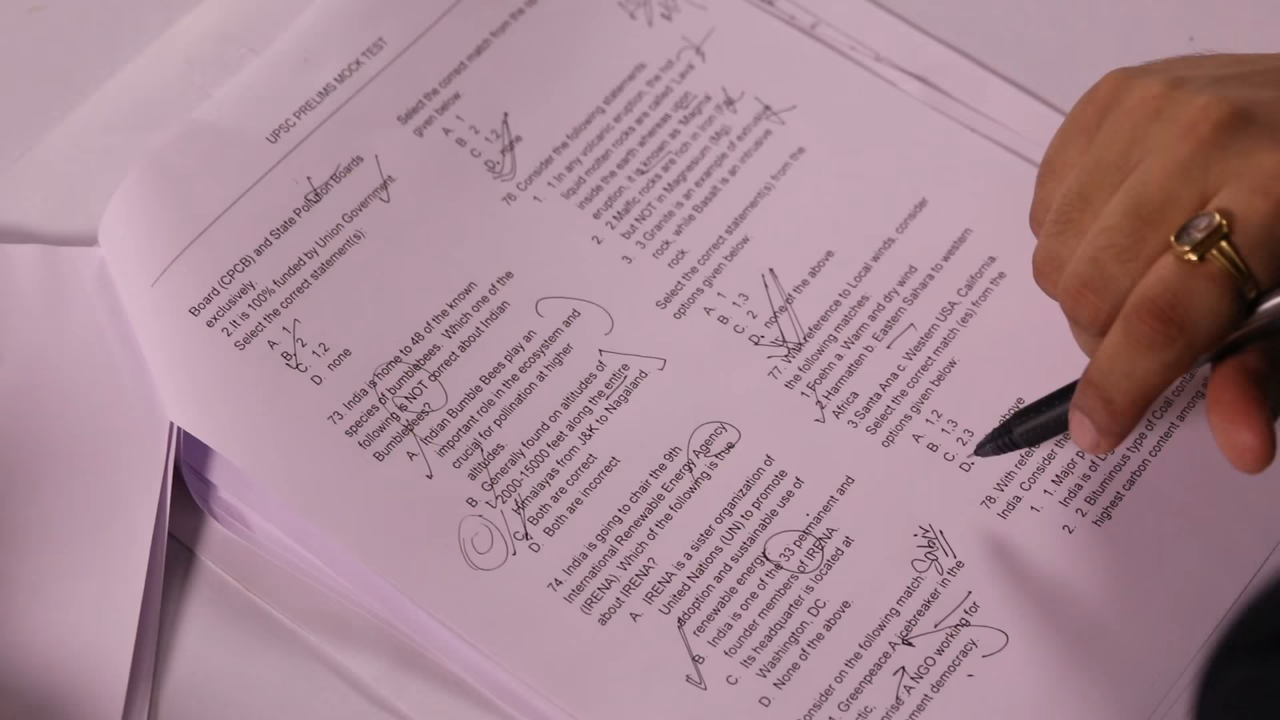 UPSC PRELIMS MOCK TEST
Board (CPCB) and State Pollution Boards
exclusively.
2.It is 100% funded by Union Government.
Select the correct statement(s):
A. 1
B. 2
C. 1,2
D. none
73. India is home to 48 of the known
species of bumblebees. Which one of the
following is NOT correct about Indian
Bumblebees?
A. Indian Bumble Bees play an
important role in the ecosystem and
crucial for pollination at higher
altitudes.
B. Generally found on altitudes of
2000-15000 feet along the entire
Himalayas from J&K to Nagaland.
C. Both are correct
D. Both are incorrect
74. India is going to chair the 9th
International Renewable Energy Agency
(IRENA). Which of the following is true
about IRENA?
A. IRENA is a sister organization of
United Nations (UN) to promote
adoption and sustainable use of
renewable energy.
B. India is one of the 33 permanent and
founder members of IRENA.
C. Its headquarter is located at
Washington, DC.
D. None of the above.
Consider on the following match:
1. Greenpeace:A Icebreaker in the
A NGO working for
democracy.
Select the correct match from the
given below:
A. 1
B. 2
C. 1,2
D. none
76. Consider the following statements
1. 1.In any volcanic eruption, the hot
liquid molten rocks are called 'Lava'
inside the earth whereas upon
eruption, it is known as 'Magma'
2. 2.Malfic rocks are rich in Iron (Fe)
but NOT in Magnesium (Mg)
3. 3.Granite is an example of extrusive
rock, while Basalt is an intrusive
rock.
Select the correct statement(s) from the
options given below:
A. 1
B. 1,3
C. 2
D. none of the above
77. With reference to Local winds, consider
the following matches:
1.Foehn a. Warm and dry wind
2.Harmatten b. Eastern Sahara to western
Africa
3.Santa Ana c. Western USA, California.
Select the correct match (es) from the
options given below:
A. 1,2
B. 1,3
C. 2,3
D. above
78. With
India. Consider the
1. 1. Major
India is of
2. 2. Bituminous type of Coal
highest carbon content among